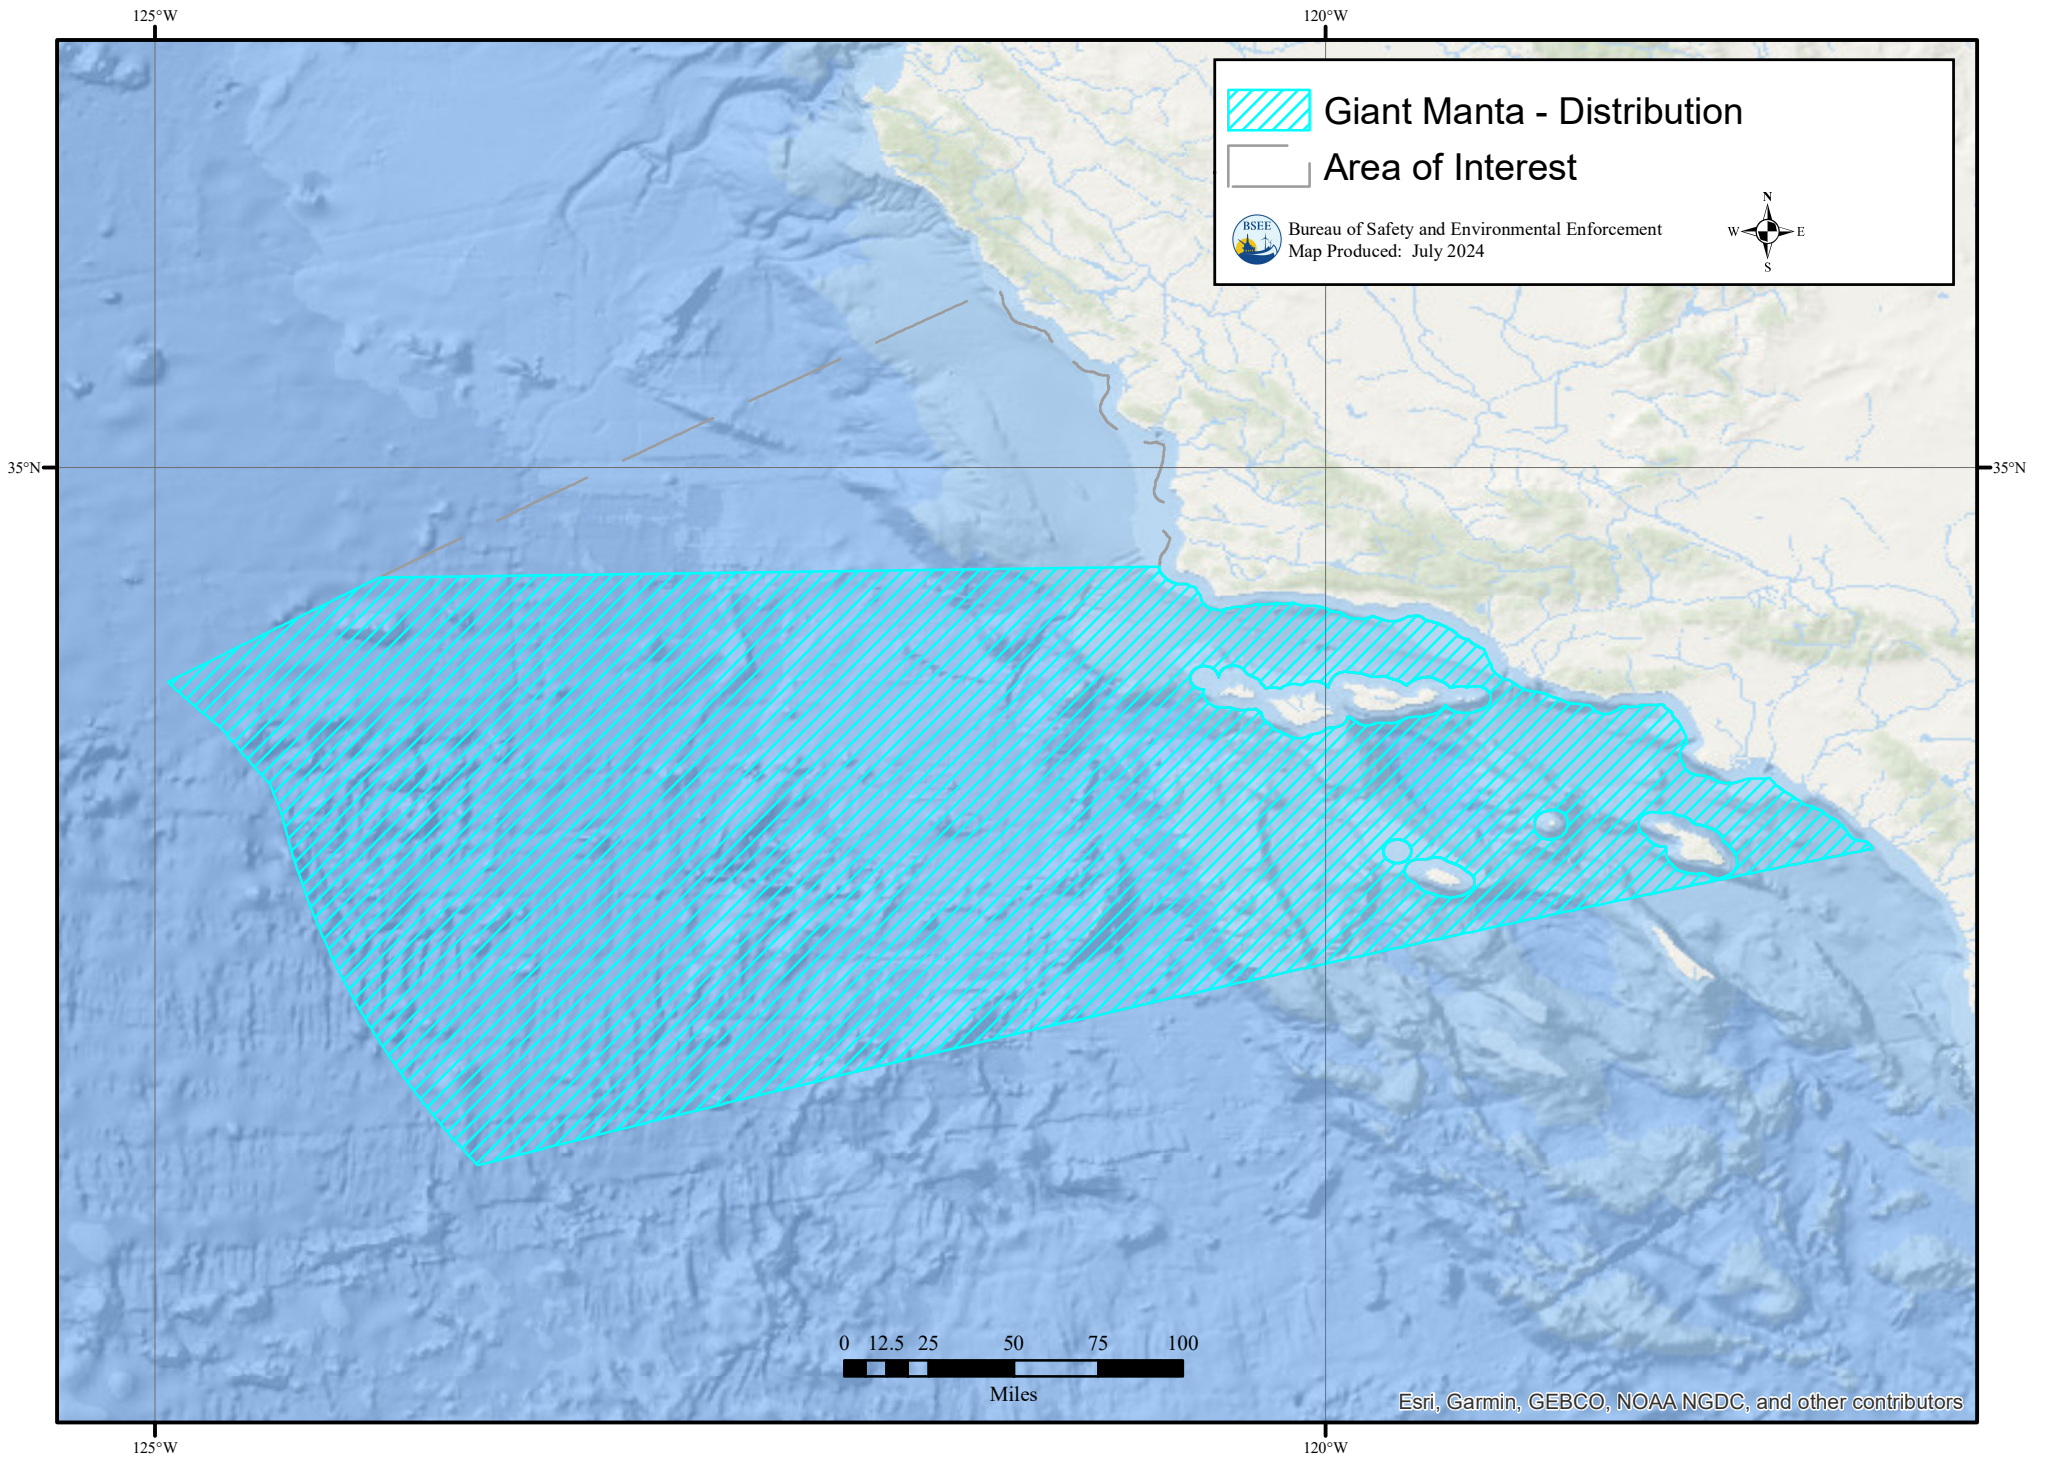 125°W
120°W
Giant Manta - Distribution
Area of Interest
BSEE
Bureau of Safety and Environmental Enforcement
Map Produced: July 2024
N
W
E
S
35°N
35°N
0 12.5 25 50 75 100
Miles
Esri, Garmin, GEBCO, NOAA NGDC, and other contributors
125°W
120°W